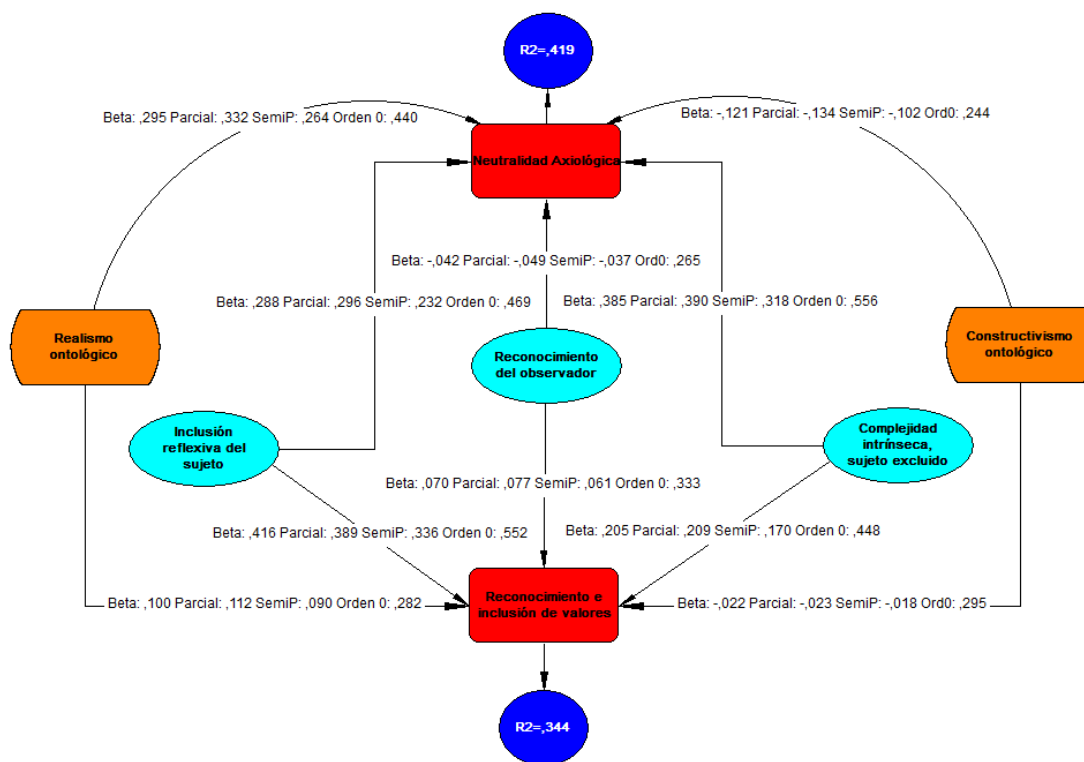 R2=,419
Beta: ,295 Parcial: ,332 SemiP: ,264 Orden 0: ,440
Beta: -,121 Parcial: -,134 SemiP: -,102 Ord0: ,244
Neutralidad Axiológica
Beta: -,042 Parcial: -,049 SemiP: -,037 Ord0: ,265
Beta: ,288 Parcial: ,296 SemiP: ,232 Orden 0: ,469
Beta: ,385 Parcial: ,390 SemiP: ,318 Orden 0: ,556
Realismo
ontológico
Reconocimiento
del observador
Constructivismo
ontológico
Inclusión
reflexiva del
sujeto
Complejidad
intrínseca,
sujeto excluido
Beta: ,070 Parcial: ,077 SemiP: ,061 Orden 0: ,333
Beta: ,416 Parcial: ,389 SemiP: ,336 Orden 0: ,552
Beta: ,205 Parcial: ,209 SemiP: ,170 Orden 0: ,448
Beta: ,100 Parcial: ,112 SemiP: ,090 Orden 0: ,282
Reconocimiento e
inclusión de valores
Beta: -,022 Parcial: -,023 SemiP: -,018 Ord0: ,295
R2=,344